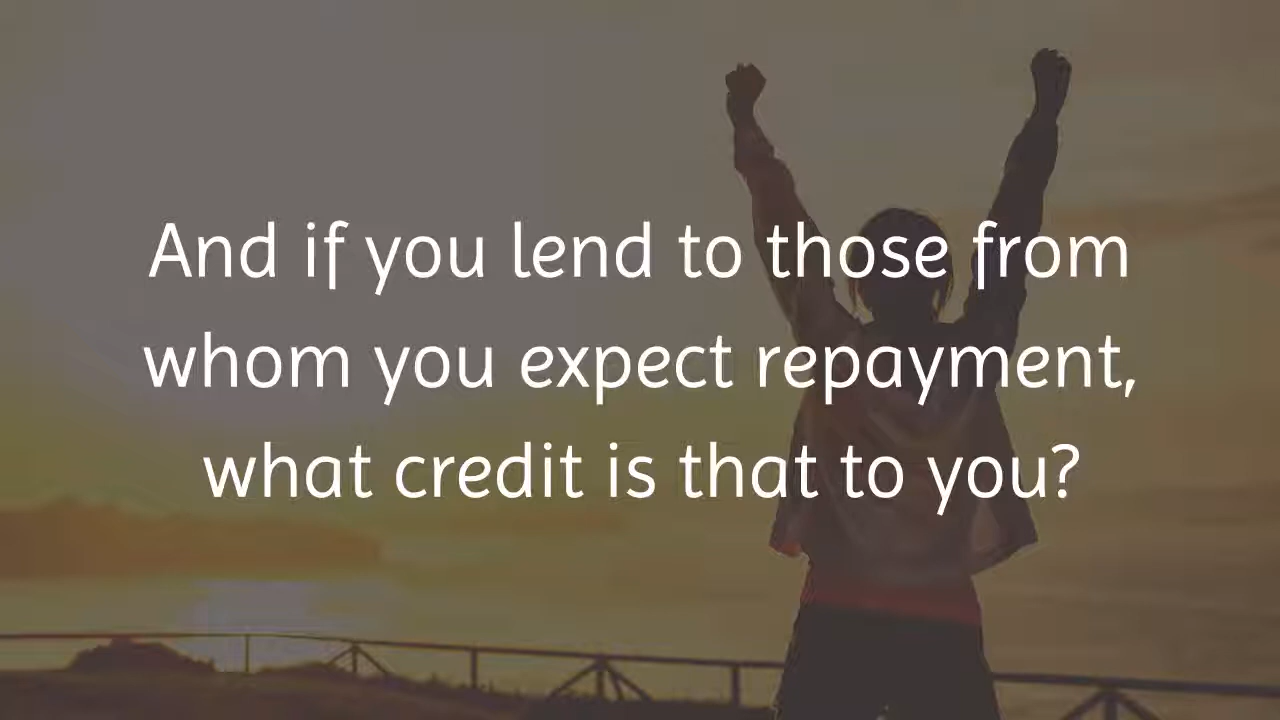 And if you lend to those from
whom you expect repayment,
what credit is that to you?